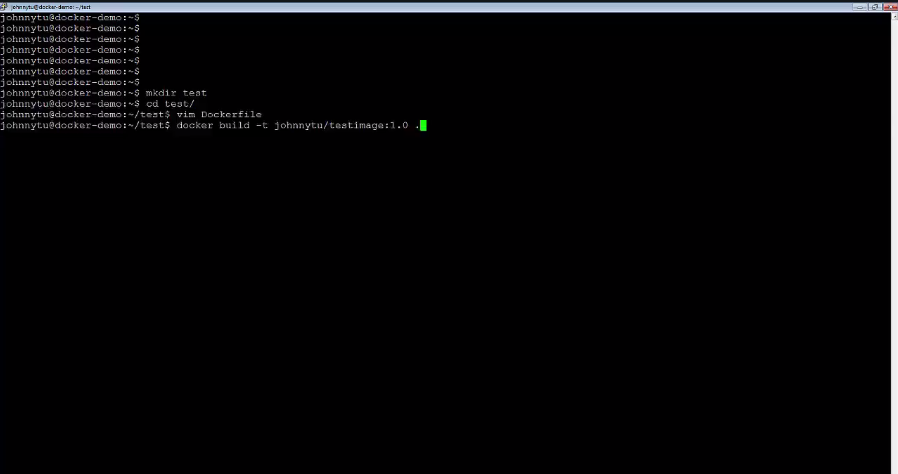 johnnytu@docker-demo: ~/test
johnnytu@docker-demo:~$
johnnytu@docker-demo:~$
johnnytu@docker-demo:~$
johnnytu@docker-demo:~$
johnnytu@docker-demo:~$
johnnytu@docker-demo:~$
johnnytu@docker-demo:~$
johnnytu@docker-demo:~$ mkdir test
johnnytu@docker-demo:~$ cd test/
johnnytu@docker-demo:~/test$ vim Dockerfile
johnnytu@docker-demo:~/test$ docker build -t johnnytu/testimage:1.0 .